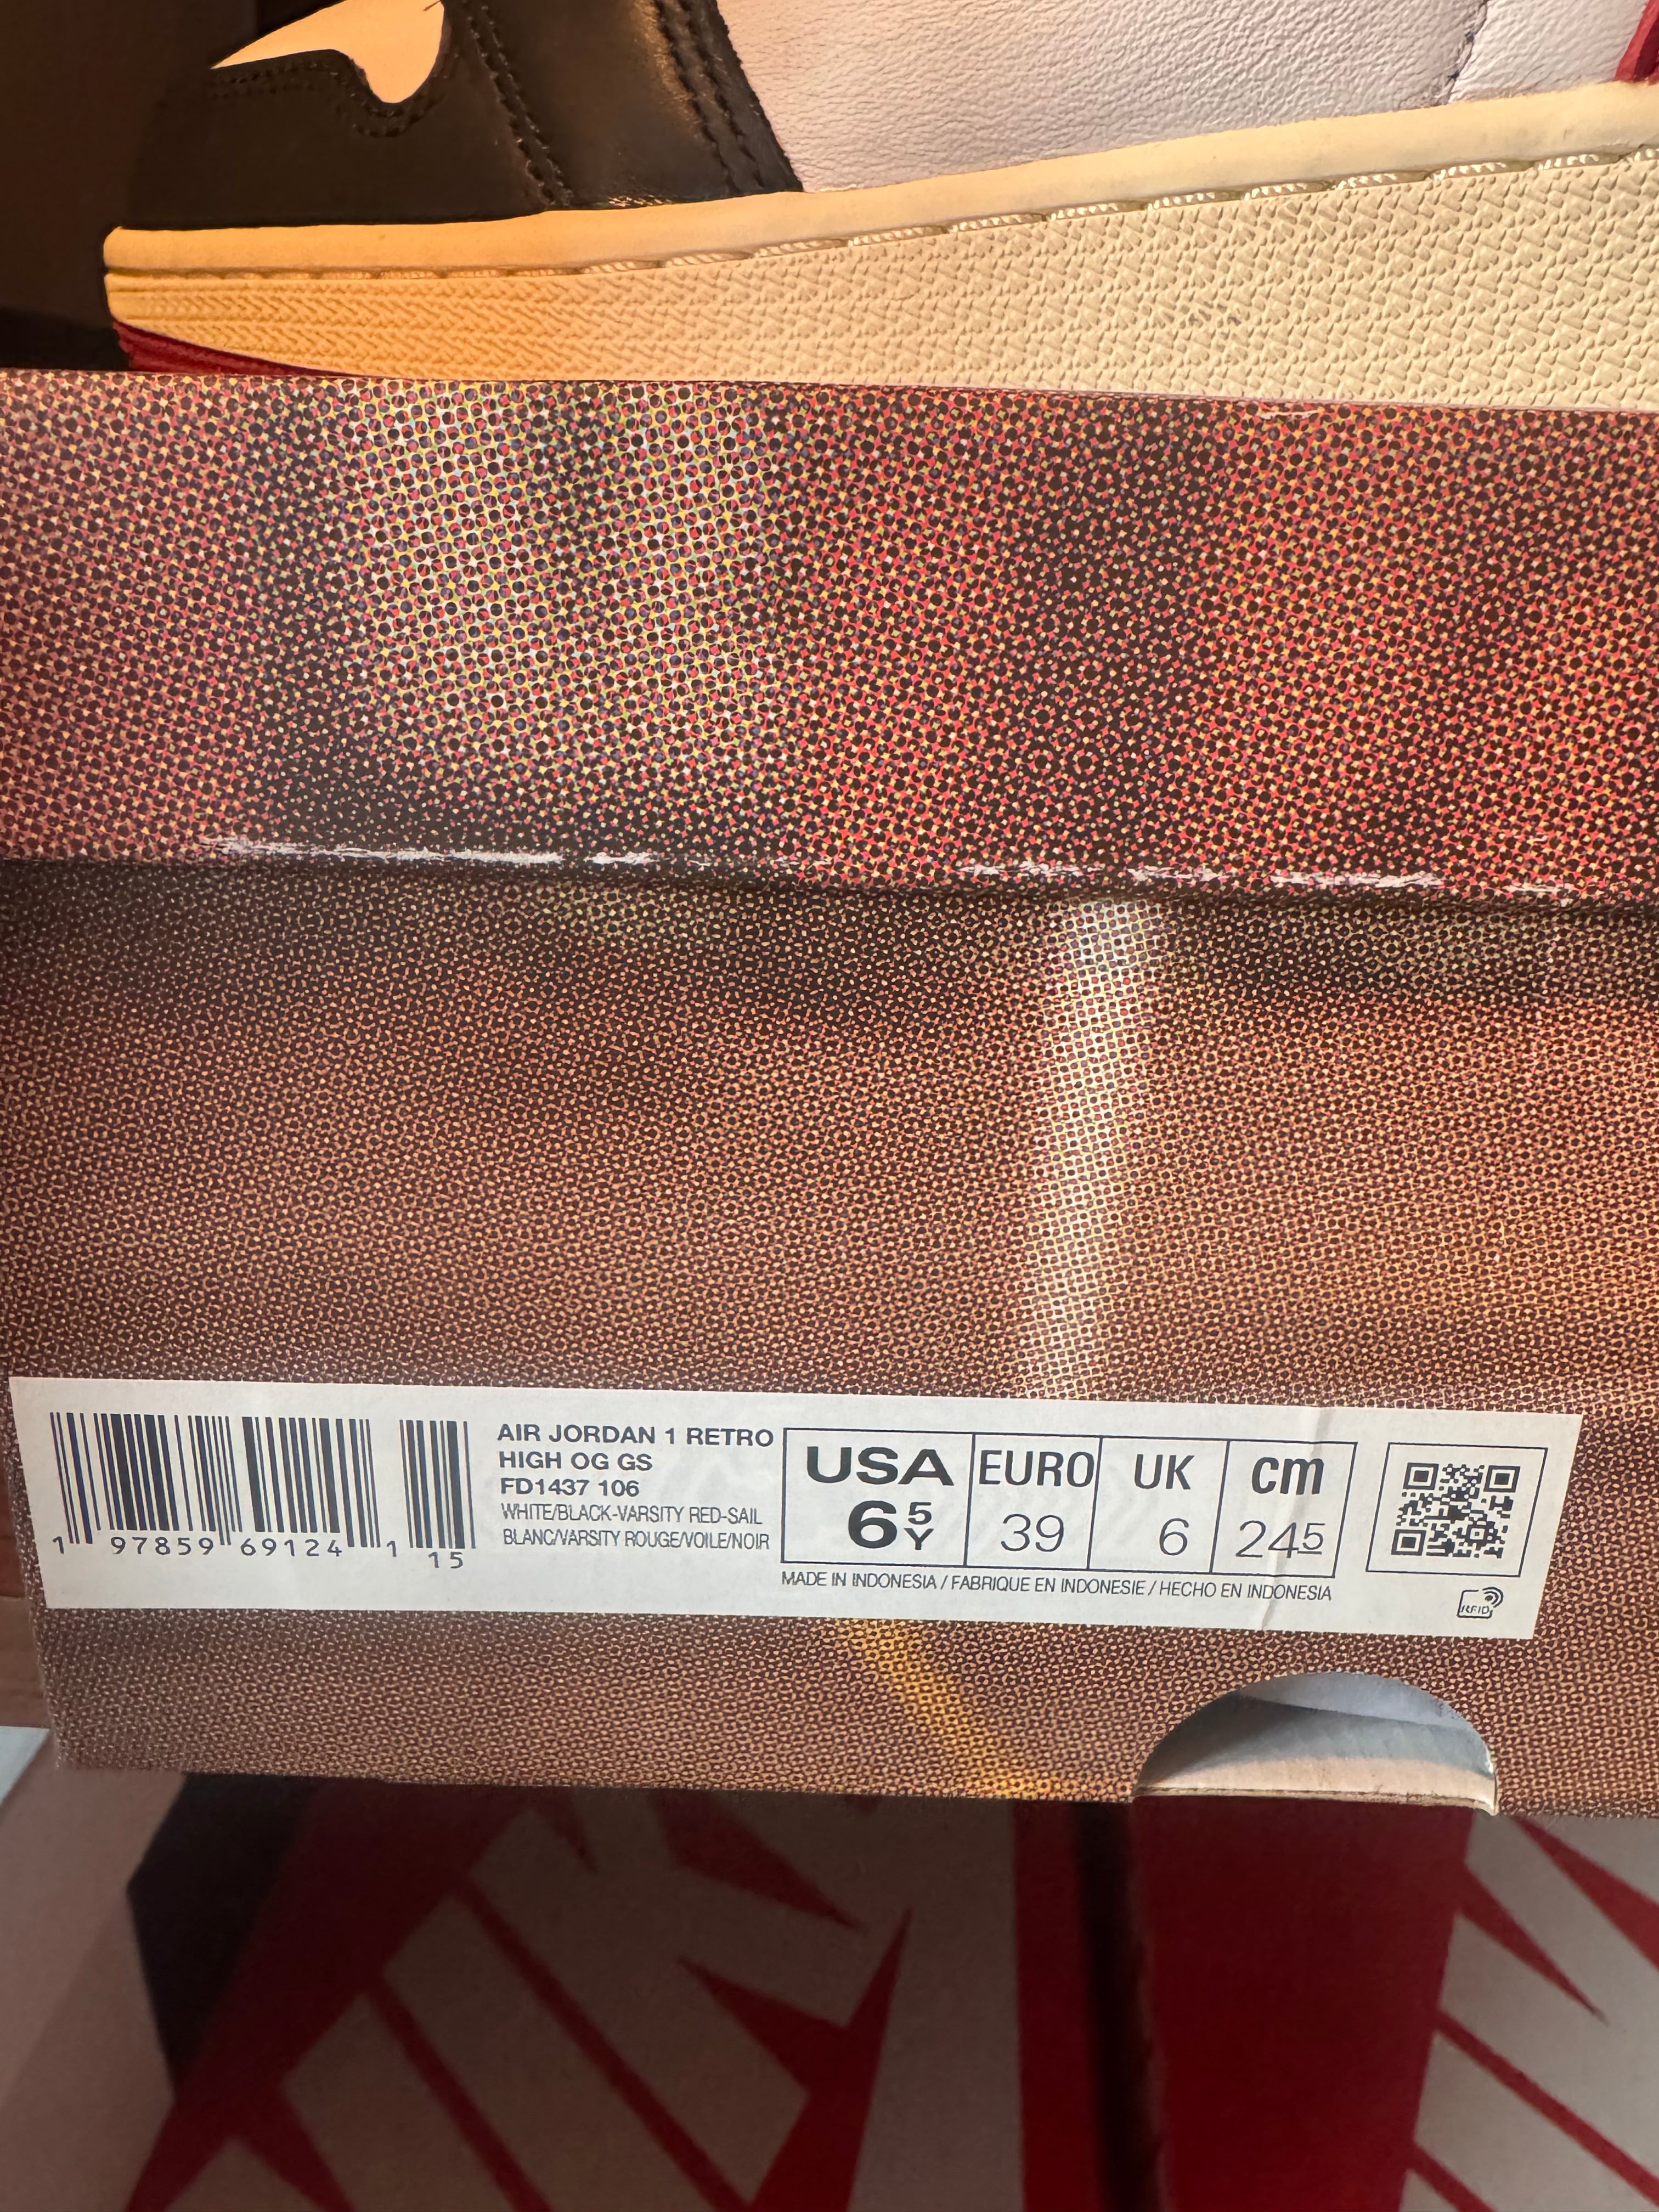 AIR JORDAN 1 RETRO
HIGH OG GS
FD1437 106
WHITE/BLACK-VARSITY RED-SAIL
BLANC/VARSITY ROUGE/VOILE/NOIR
1 97859 69124 1 15
USA EURO UK cm
6 5 Y 39 6 24 5
MADE IN INDONESIA / FABRIQUE EN INDONESIE / HECHO EN INDONESIA
RFID